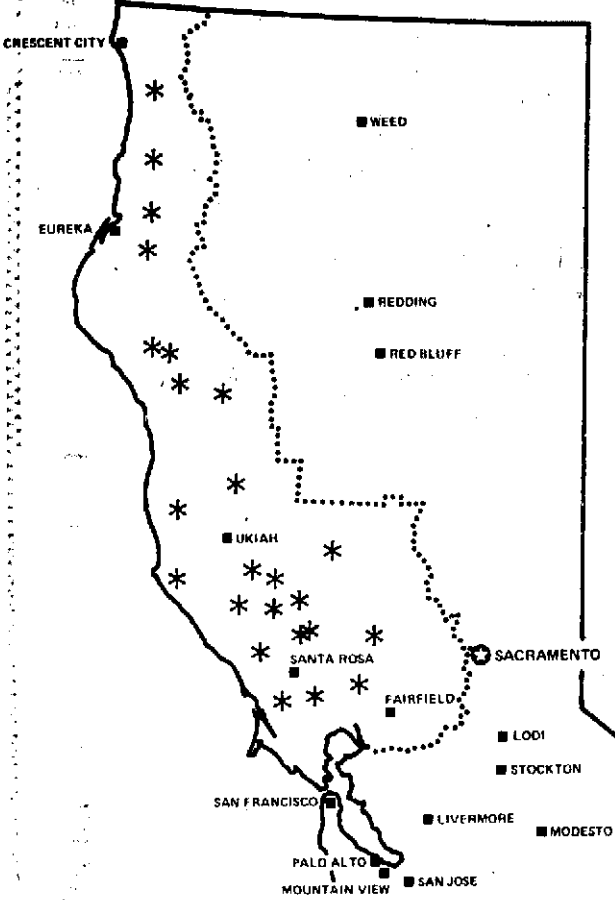 CRESCENT CITY
WEED
EUREKA
REDDING
RED BLUFF
UKIAH
SACRAMENTO
SANTA ROSA
FAIRFIELD
LODI
STOCKTON
SAN FRANCISCO
LIVERMORE
MODESTO
PALO ALTO
MOUNTAIN VIEW
SAN JOSE